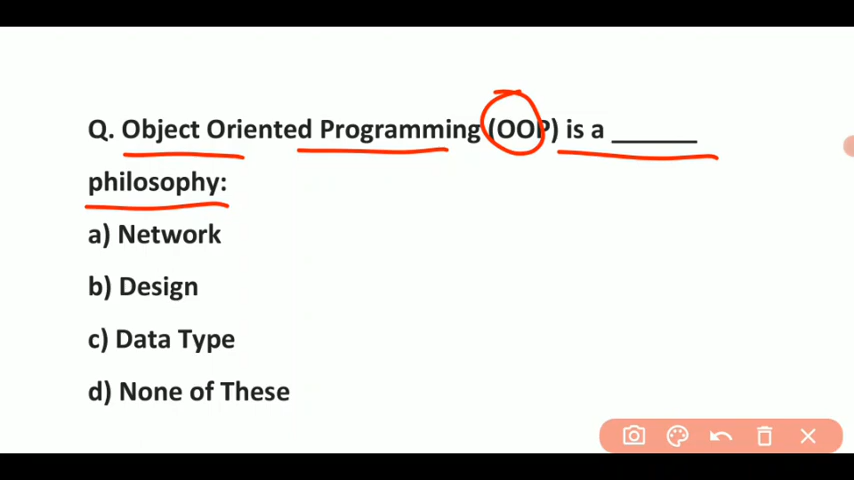 Q. Object Oriented Programming (OOP) is a ______
philosophy:
a) Network
b) Design
c) Data Type
d) None of These